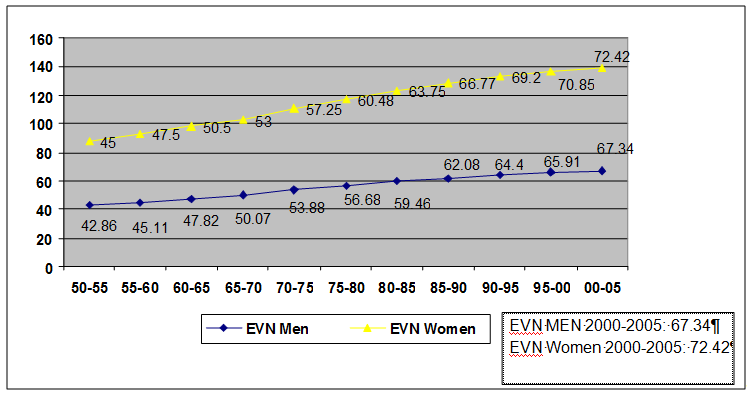 160
140
120
100
80
60
40
20
0
45 47.5 50.5 53 57.25 60.48 63.75 66.77 69.2 70.85 72.42
42.86 45.11 47.82 50.07 53.88 56.68 59.46 62.08 64.4 65.91 67.34
50-55 55-60 60-65 65-70 70-75 75-80 80-85 85-90 90-95 95-00 00-05
EVN Men EVN Women
EVN·MEN·2000-2005:·67.34¶
EVN·Women·2000-2005:·72.42¶